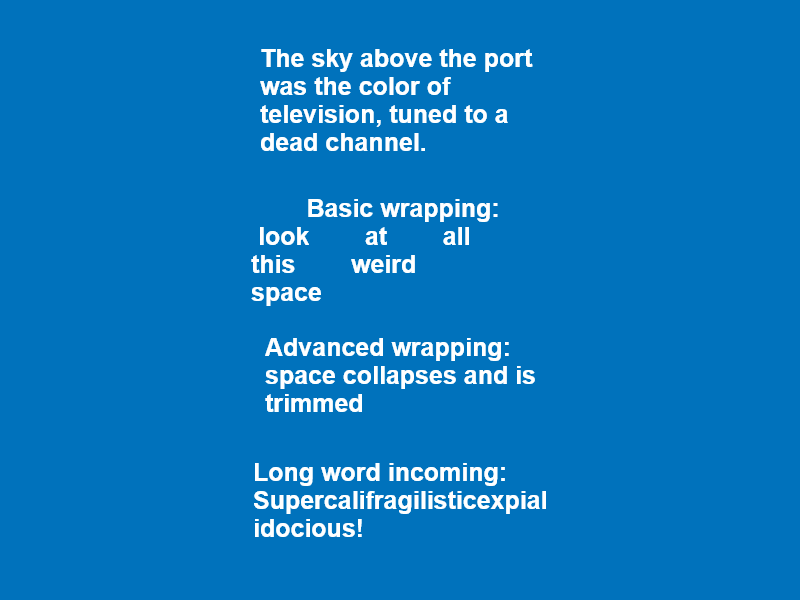 The sky above the port
was the color of
television, tuned to a
dead channel.
Basic wrapping:
look        at        all
this        weird
space
Advanced wrapping:
space collapses and is
trimmed
Long word incoming:
Supercalifragilisticexpial
idocious!